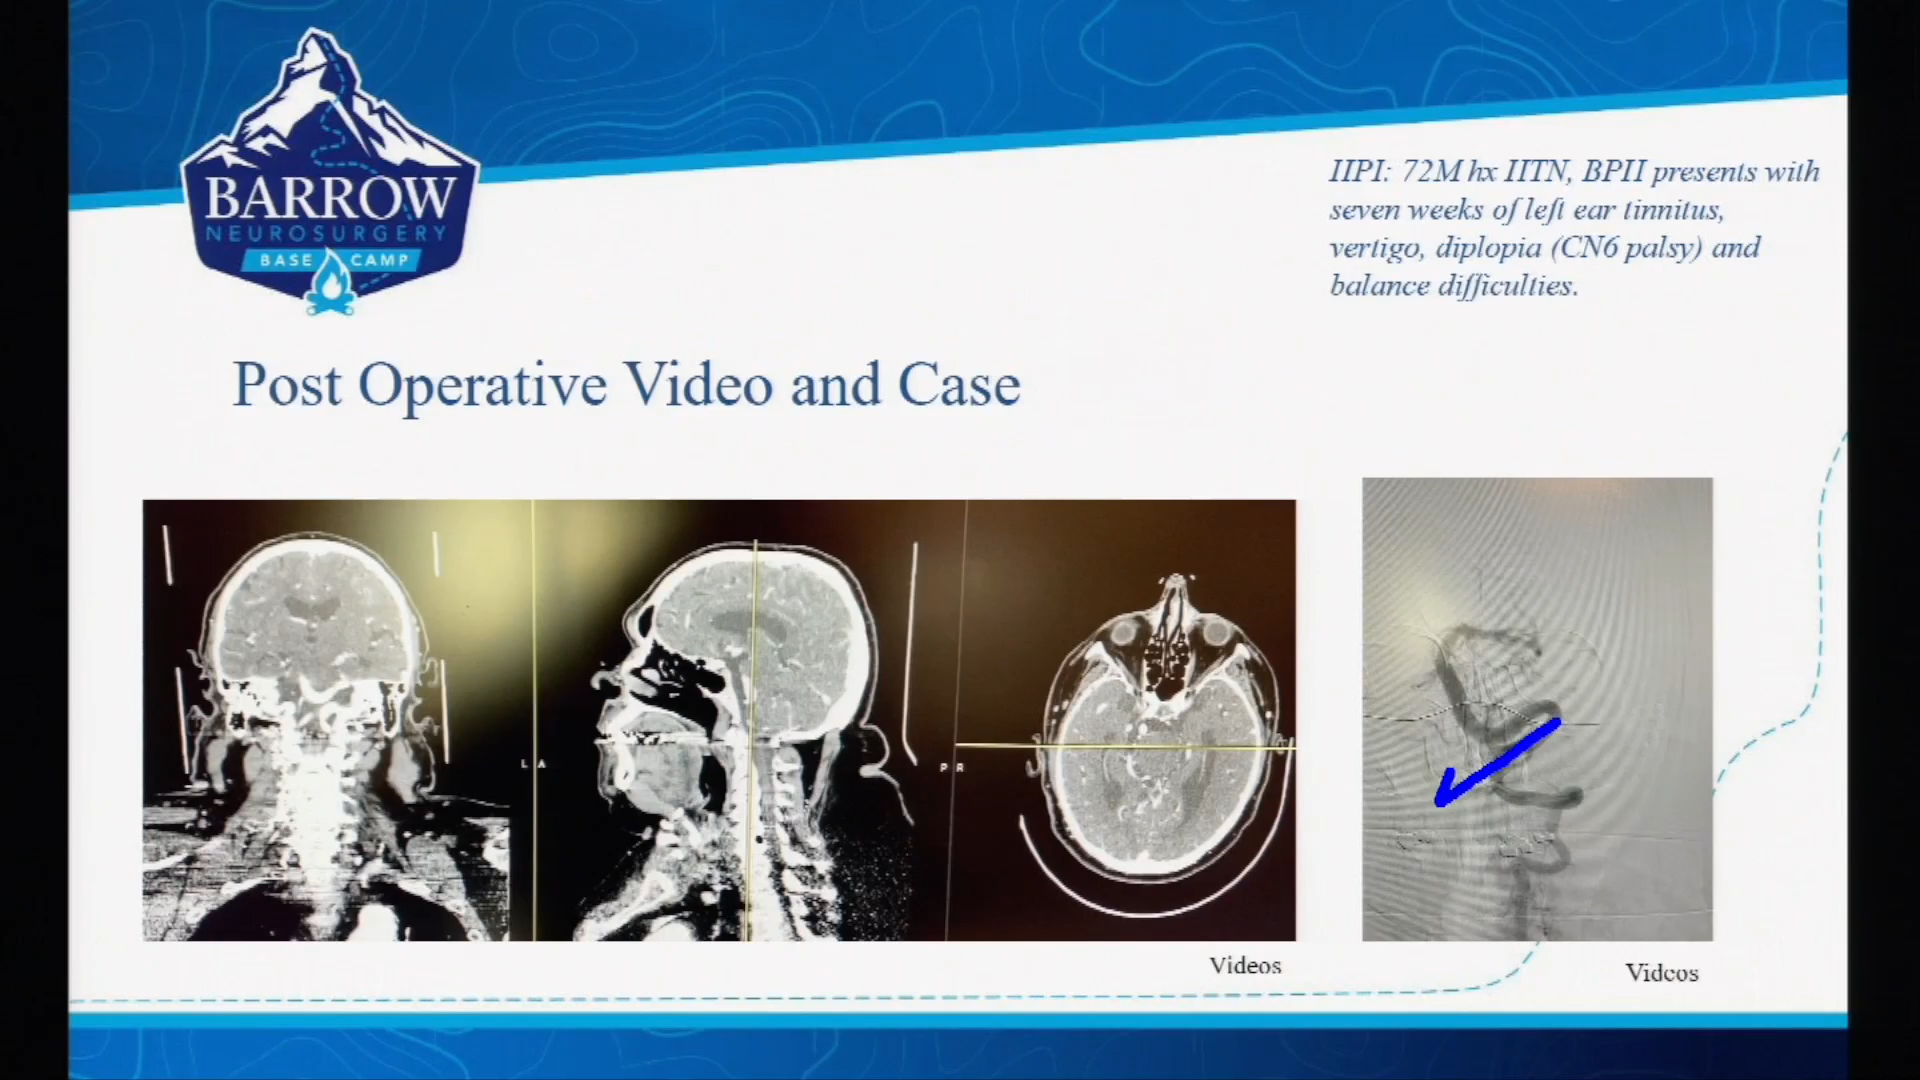 BARROW
NEUROSURGERY
BASE CAMP
HPI: 72M hx HTN, BPH presents with
seven weeks of left ear tinnitus,
vertigo, diplopia (CN6 palsy) and
balance difficulties.
Post Operative Video and Case
L A
P R
Videos
Videos